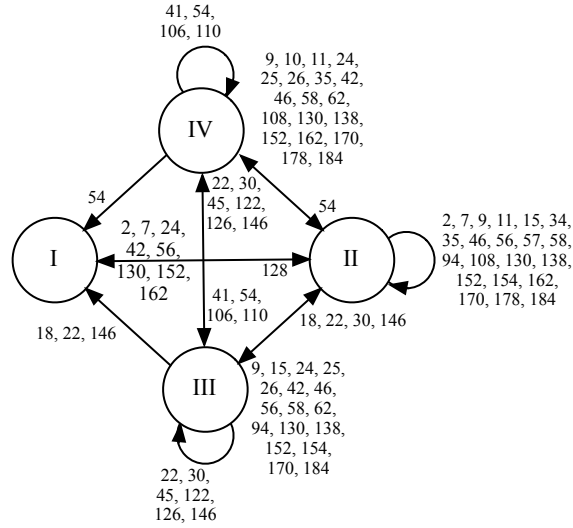 41, 54,
106, 110
9, 10, 11, 24,
25, 26, 35, 42,
46, 58, 62,
108, 130, 138,
152, 162, 170,
178, 184
IV
54
22, 30,
45, 122,
126, 146
54
2, 7, 24,
42, 56,
130, 152,
162
I
128
II
2, 7, 9, 11, 15, 34,
35, 46, 56, 57, 58,
94, 108, 130, 138,
152, 154, 162,
170, 178, 184
18, 22, 146
41, 54,
106, 110
18, 22, 30, 146
III
9, 15, 24, 25,
26, 42, 46,
56, 58, 62,
94, 130, 138,
152, 154,
170, 184
22, 30,
45, 122,
126, 146